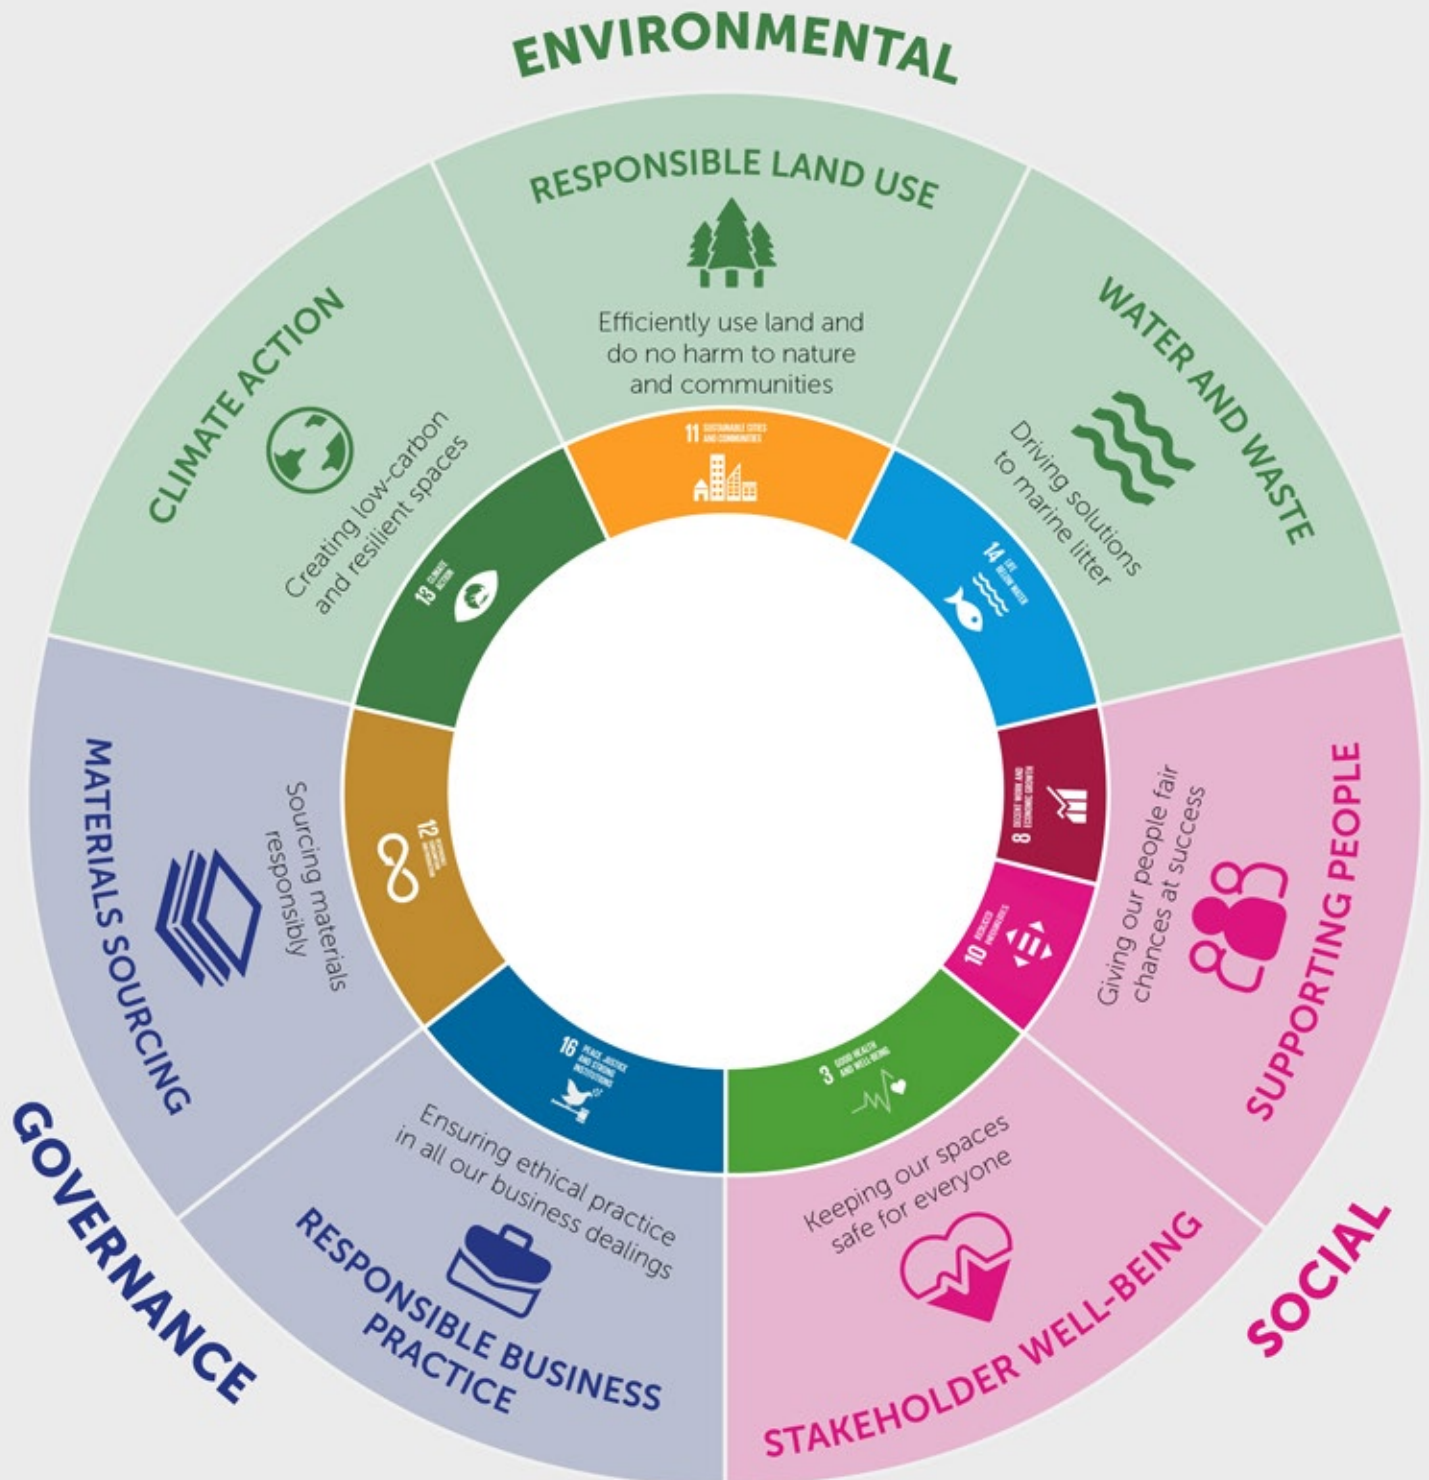 ENVIRONMENTAL
RESPONSIBLE LAND USE
Efficiently use land and
do no harm to nature
and communities
11 SUSTAINABLE CITIES
AND COMMUNITIES
WATER AND WASTE
Driving solutions
to marine litter
14 LIFE
BELOW WATER
SUPPORTING PEOPLE
Giving our people fair
chances at success
8 DECENT WORK AND
ECONOMIC GROWTH
10 REDUCED
INEQUALITIES
SOCIAL
STAKEHOLDER WELL-BEING
Keeping our spaces
safe for everyone
3 GOOD HEALTH
AND WELL-BEING
RESPONSIBLE BUSINESS
PRACTICE
Ensuring ethical practice
in all our business dealings
16 PEACE, JUSTICE
AND STRONG
INSTITUTIONS
GOVERNANCE
MATERIALS SOURCING
Sourcing materials
responsibly
12
CLIMATE ACTION
Creating low-carbon
and resilient spaces
13 CLIMATE
ACTION